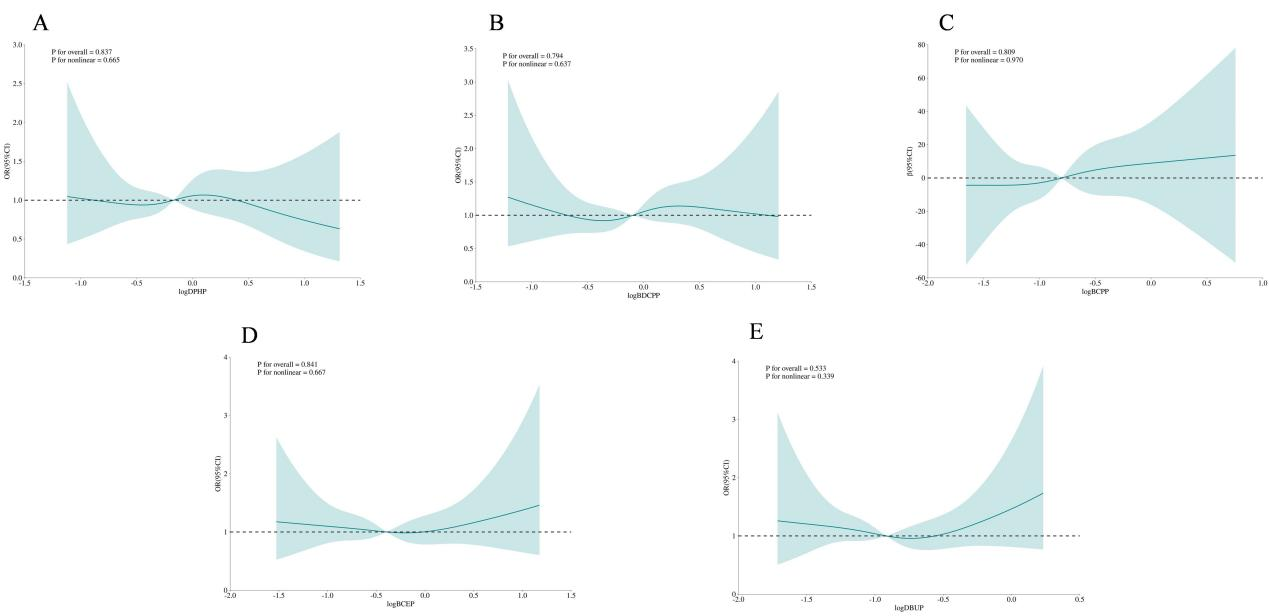 A
P for overall = 0.837
P for nonlinear = 0.665
OR(95%CI)
3.0
2.5
2.0
1.5
1.0
0.5
0.0
-1.5 -1.0 -0.5 0.0 0.5 1.0 1.5
logDPHP
B
P for overall = 0.794
P for nonlinear = 0.637
OR(95%CI)
3.5
3.0
2.5
2.0
1.5
1.0
0.5
0.0
-1.5 -1.0 -0.5 0.0 0.5 1.0 1.5
logBDCPP
C
P for overall = 0.809
P for nonlinear = 0.970
β(95%CI)
80
60
40
20
0
-20
-40
-60
-2.0 -1.5 -1.0 -0.5 0.0 0.5 1.0
logBCPP
D
P for overall = 0.841
P for nonlinear = 0.667
OR(95%CI)
4
3
2
1
0
-2.0 -1.5 -1.0 -0.5 0.0 0.5 1.0 1.5
logBCEP
E
P for overall = 0.533
P for nonlinear = 0.339
OR(95%CI)
4
3
2
1
0
-2.0 -1.5 -1.0 -0.5 0.0 0.5
logDBUP